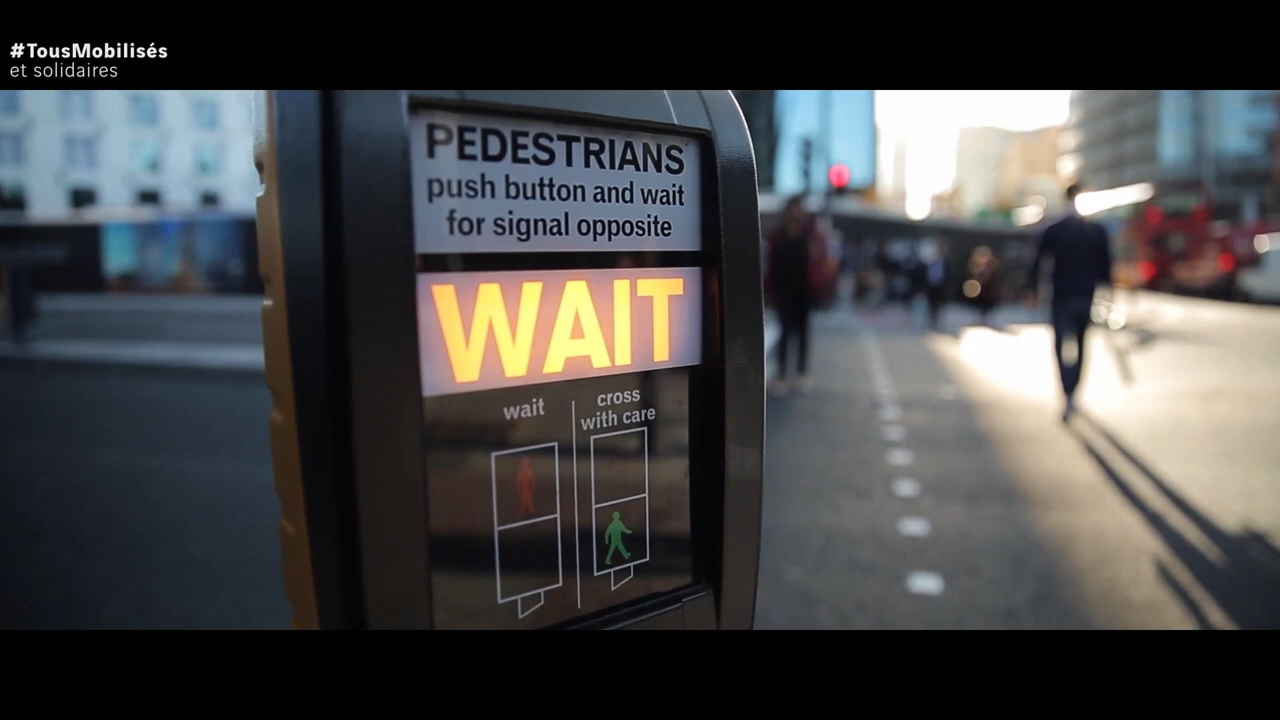 #TousMobilisés
et solidaires
PEDESTRIANS
push button and wait
for signal opposite
WAIT
wait
cross
with care